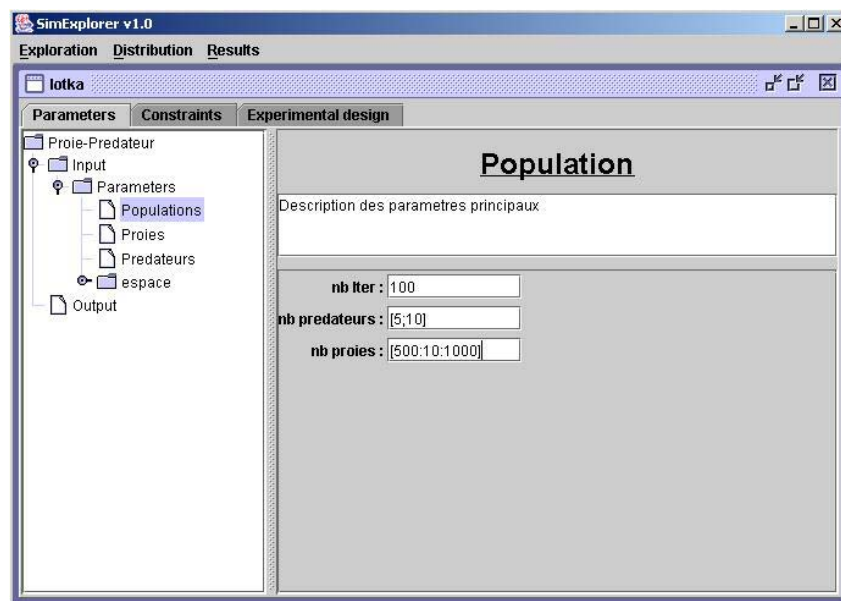 SimExplorer v1.0
Exploration Distribution Results
lotka
Parameters Constraints Experimental design
Proie-Predateur
Input
Parameters
Populations
Proies
Predateurs
espace
Output
Population
Description des parametres principaux
nb Iter : 100
nb predateurs : [5;10]
nb proies : [500:10:1000]